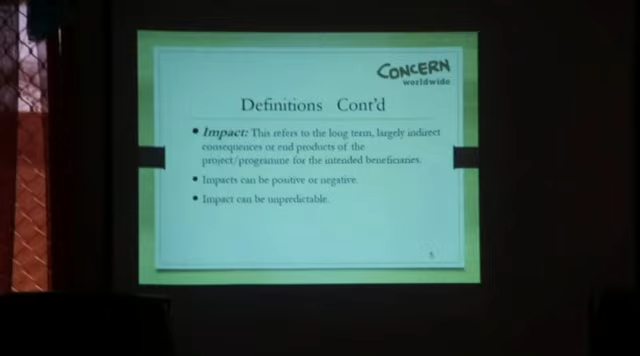 CONCERN
worldwide
Definitions Cont'd
• Impact: This refers to the long term, largely indirect
consequences or end products of the
project/programme for the intended beneficiaries.
• Impacts can be positive or negative.
• Impact can be unpredictable.
5